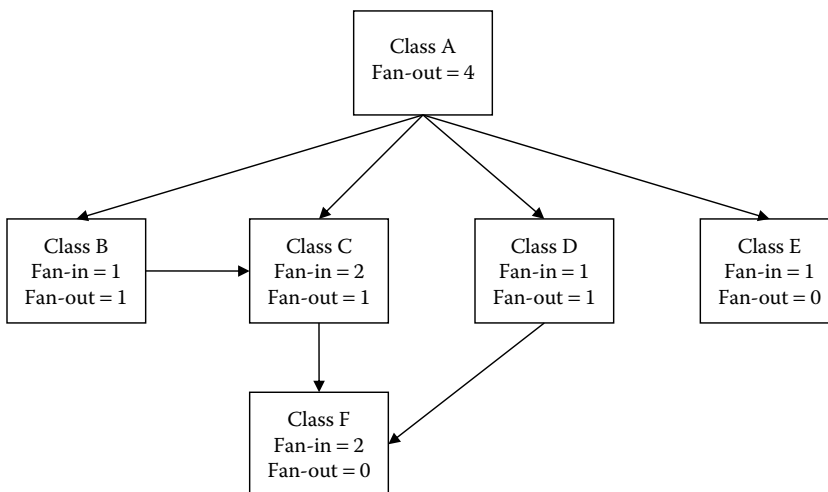 Class A
Fan-out = 4
Class B
Fan-in = 1
Fan-out = 1
Class C
Fan-in = 2
Fan-out = 1
Class D
Fan-in = 1
Fan-out = 1
Class E
Fan-in = 1
Fan-out = 0
Class F
Fan-in = 2
Fan-out = 0